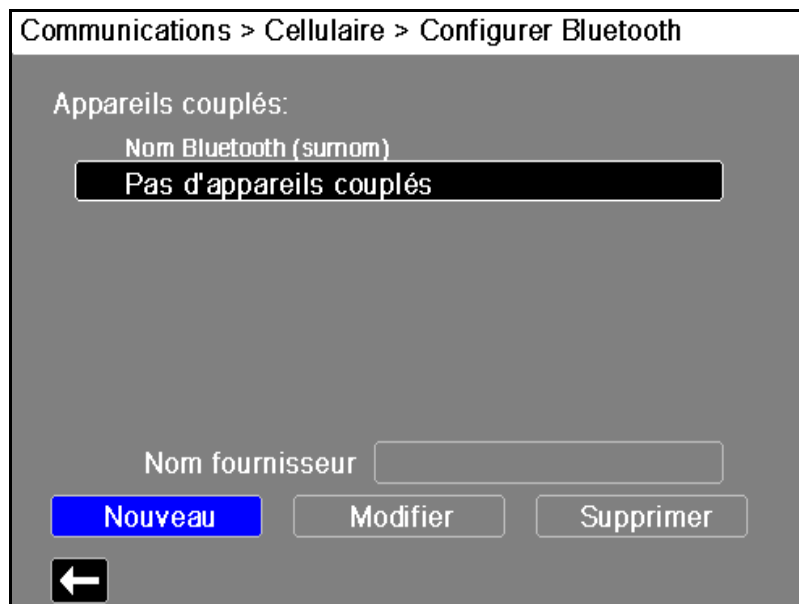 Communications > Cellulaire > Configurer Bluetooth
Appareils couplés:
Nom Bluetooth (surnom)
Pas d'appareils couplés
Nom fournisseur
Nouveau Modifier Supprimer